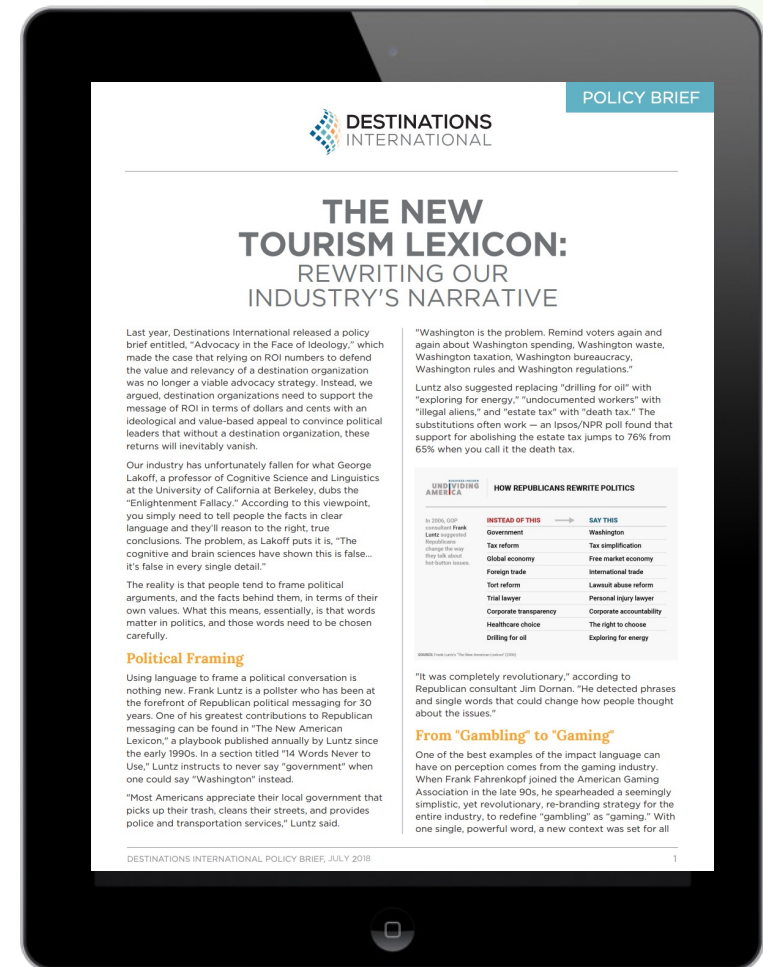 POLICY BRIEF
DESTINATIONS
INTERNATIONAL
THE NEW
TOURISM LEXICON:
REWRITING OUR
INDUSTRY'S NARRATIVE
Last year, Destinations International released a policy
brief entitled, "Advocacy in the Face of Ideology," which
made the case that relying on ROI numbers to defend
the value and relevancy of a destination organization
was no longer a viable advocacy strategy. Instead, we
argued, destination organizations need to support the
message of ROI in terms of dollars and cents with an
ideological and value-based appeal to convince political
leaders that without a destination organization, these
returns will inevitably vanish.
Our industry has unfortunately fallen for what George
Lakoff, a professor of Cognitive Science and Linguistics
at the University of California at Berkeley, dubs the
"Enlightenment Fallacy." According to this viewpoint,
you simply need to tell people the facts in clear
language and they'll reason to the right, true
conclusions. The problem, as Lakoff puts it is, "The
cognitive and brain sciences have shown this is false...
it's false in every single detail."
The reality is that people tend to frame political
arguments, and the facts behind them, in terms of their
own values. What this means, essentially, is that words
matter in politics, and those words need to be chosen
carefully.
Political Framing
Using language to frame a political conversation is
nothing new. Frank Luntz is a pollster who has been at
the forefront of Republican political messaging for 30
years. One of his greatest contributions to Republican
messaging can be found in "The New American
Lexicon," a playbook published annually by Luntz since
the early 1990s. In a section titled "14 Words Never to
Use," Luntz instructs to never say "government" when
one could say "Washington" instead.
"Most Americans appreciate their local government that
picks up their trash, cleans their streets, and provides
police and transportation services," Luntz said.
"Washington is the problem. Remind voters again and
again about Washington spending, Washington waste,
Washington taxation, Washington bureaucracy,
Washington rules and Washington regulations."
Luntz also suggested replacing "drilling for oil" with
"exploring for energy," "undocumented workers" with
"illegal aliens," and "estate tax" with "death tax." The
substitutions often work — an Ipsos/NPR poll found that
support for abolishing the estate tax jumps to 76% from
65% when you call it the death tax.
BUSINESS INSIDER
UNDIVIDING
AMERICA
HOW REPUBLICANS REWRITE POLITICS
In 2006, GOP
consultant Frank
Luntz suggested
Republicans
change the way
they talk about
hot-button issues.
INSTEAD OF THIS SAY THIS
Government Washington
Tax reform Tax simplification
Global economy Free market economy
Foreign trade International trade
Tort reform Lawsuit abuse reform
Trial lawyer Personal injury lawyer
Corporate transparency Corporate accountability
Healthcare choice The right to choose
Drilling for oil Exploring for energy
SOURCE: Frank Luntz's "The New American Lexicon" (2006)
"It was completely revolutionary," according to
Republican consultant Jim Dornan. "He detected phrases
and single words that could change how people thought
about the issues."
From "Gambling" to "Gaming"
One of the best examples of the impact language can
have on perception comes from the gaming industry.
When Frank Fahrenkopf joined the American Gaming
Association in the late 90s, he spearheaded a seemingly
simplistic, yet revolutionary, re-branding strategy for the
entire industry, to redefine "gambling" as "gaming." With
one single, powerful word, a new context was set for all
DESTINATIONS INTERNATIONAL POLICY BRIEF, JULY 2018 1